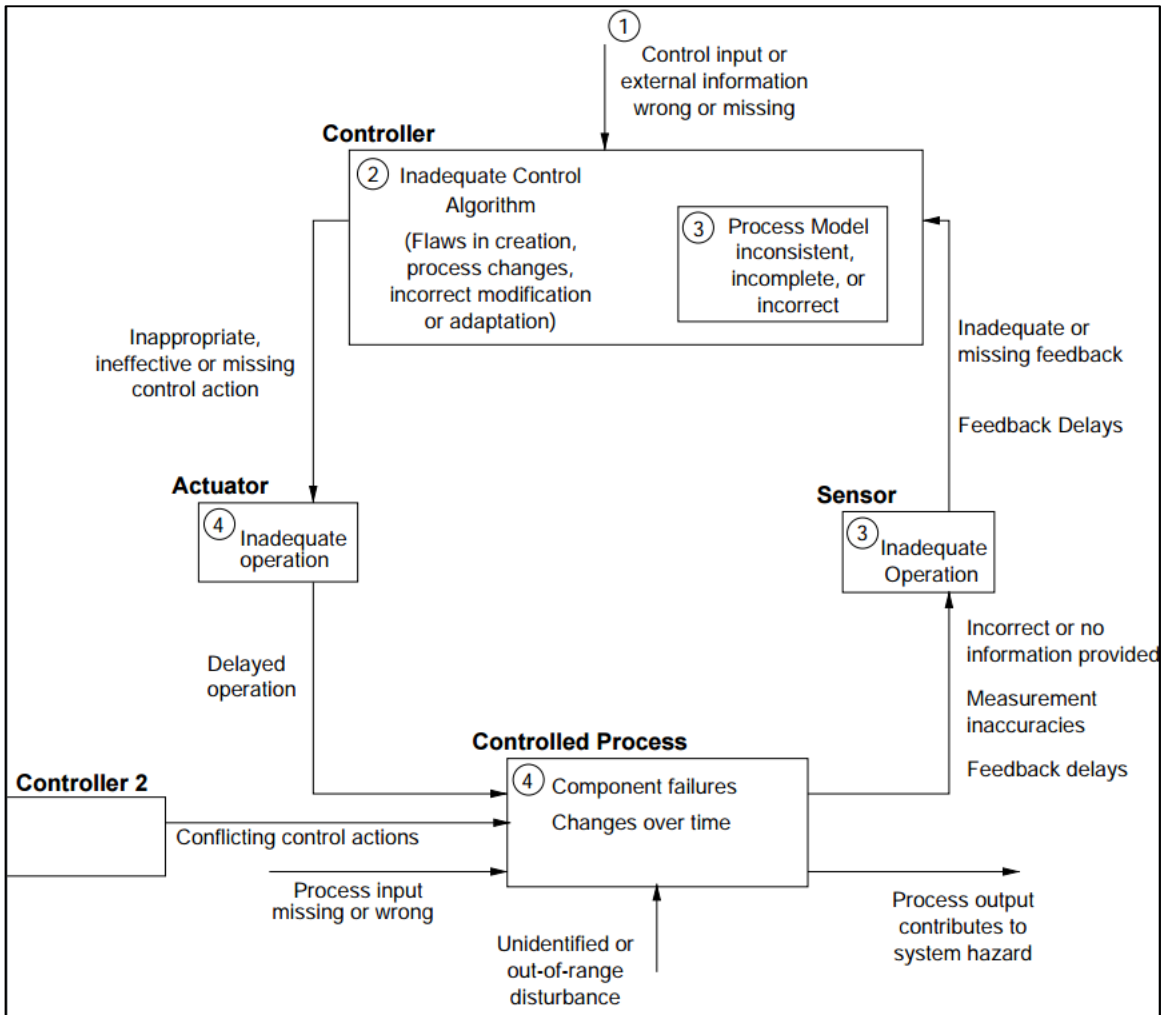 1
Control input or
external information
wrong or missing
Controller
2
Inadequate Control
Algorithm
(Flaws in creation,
process changes,
incorrect modification
or adaptation)
3
Process Model
inconsistent,
incomplete, or
incorrect
Inappropriate,
ineffective or missing
control action
Inadequate or
missing feedback
Feedback Delays
Actuator
4
Inadequate
operation
Sensor
3
Inadequate
Operation
Delayed
operation
Incorrect or no
information provided
Measurement
inaccuracies
Feedback delays
Controlled Process
4
Component failures
Changes over time
Controller 2
Conflicting control actions
Process input
missing or wrong
Unidentified or
out-of-range
disturbance
Process output
contributes to
system hazard